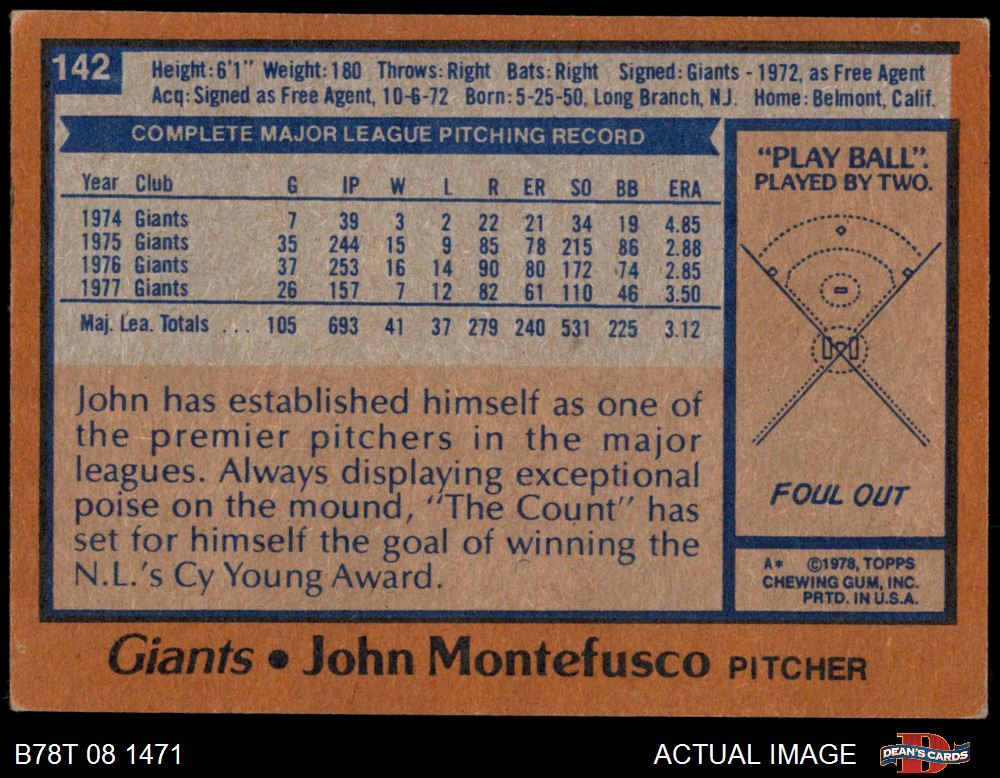 142
Height: 6'1" Weight: 180 Throws: Right Bats: Right Signed: Giants - 1972, as Free Agent
Acq: Signed as Free Agent, 10-6-72 Born: 5-25-50, Long Branch, N.J. Home: Belmont, Calif.
COMPLETE MAJOR LEAGUE PITCHING RECORD
Year Club G IP W L R ER SO BB ERA
1974 Giants 7 39 3 2 22 21 34 19 4.85
1975 Giants 35 244 15 9 85 78 215 86 2.88
1976 Giants 37 253 16 14 90 80 172 74 2.85
1977 Giants 26 157 7 12 82 61 110 46 3.50
Maj. Lea. Totals ... 105 693 41 37 279 240 531 225 3.12
John has established himself as one of
the premier pitchers in the major
leagues. Always displaying exceptional
poise on the mound, "The Count" has
set for himself the goal of winning the
N.L.'s Cy Young Award.
"PLAY BALL".
PLAYED BY TWO.
FOUL OUT
A* ©1978, TOPPS
CHEWING GUM, INC.
PRTD. IN U.S.A.
Giants • John Montefusco PITCHER
B78T 08 1471
ACTUAL IMAGE
DEAN'S CARDS